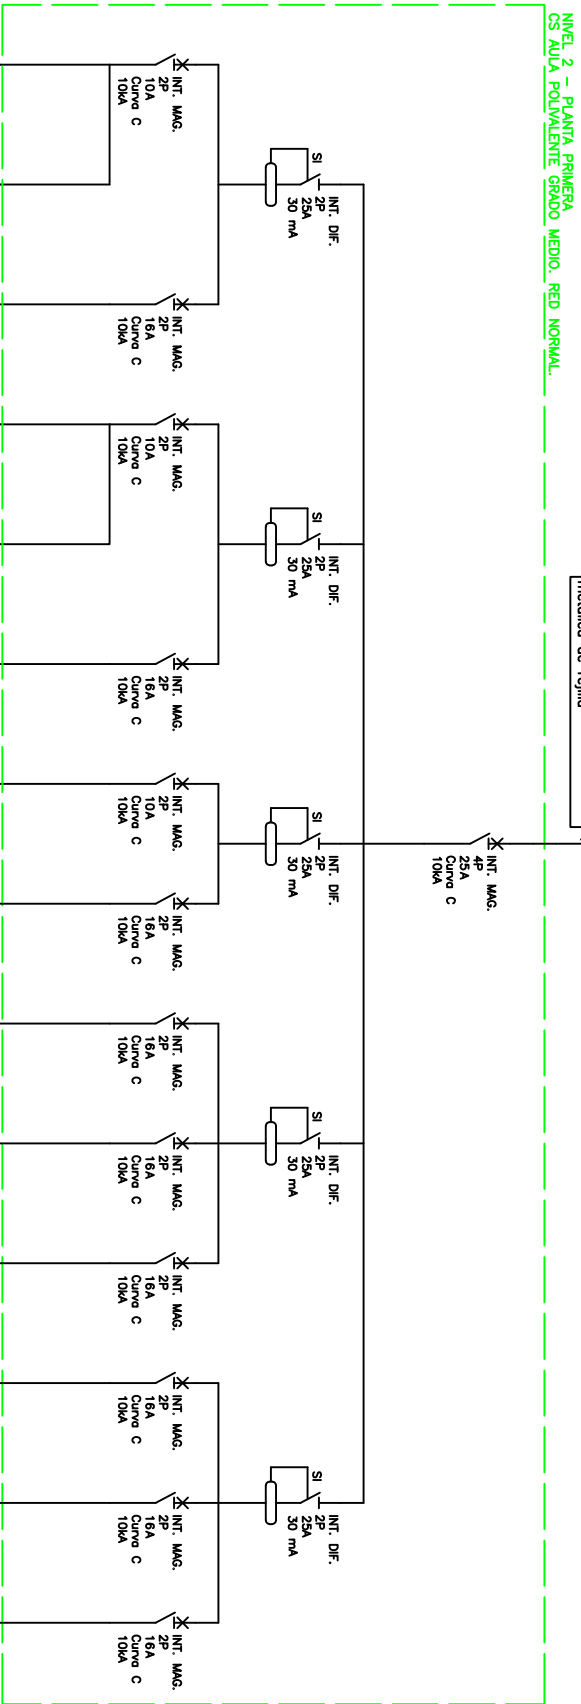 NIVEL 2 - PLANTA PRIMERA
CS AULA POLIVALENTE GRADO MEDIO. RED NORMAL.
INT. MAG.
4P
25A
Curva C
10kA
SI
INT. DIF.
2P
25A
30 mA
SI
INT. DIF.
2P
25A
30 mA
SI
INT. DIF.
2P
25A
30 mA
SI
INT. DIF.
2P
25A
30 mA
SI
INT. DIF.
2P
25A
30 mA
INT. MAG.
2P
10A
Curva C
10kA
INT. MAG.
2P
16A
Curva C
10kA
INT. MAG.
2P
10A
Curva C
10kA
INT. MAG.
2P
16A
Curva C
10kA
INT. MAG.
2P
10A
Curva C
10kA
INT. MAG.
2P
16A
Curva C
10kA
INT. MAG.
2P
16A
Curva C
10kA
INT. MAG.
2P
16A
Curva C
10kA
INT. MAG.
2P
16A
Curva C
10kA
INT. MAG.
2P
16A
Curva C
10kA
INT. MAG.
2P
16A
Curva C
10kA
INT. MAG.
2P
16A
Curva C
10kA